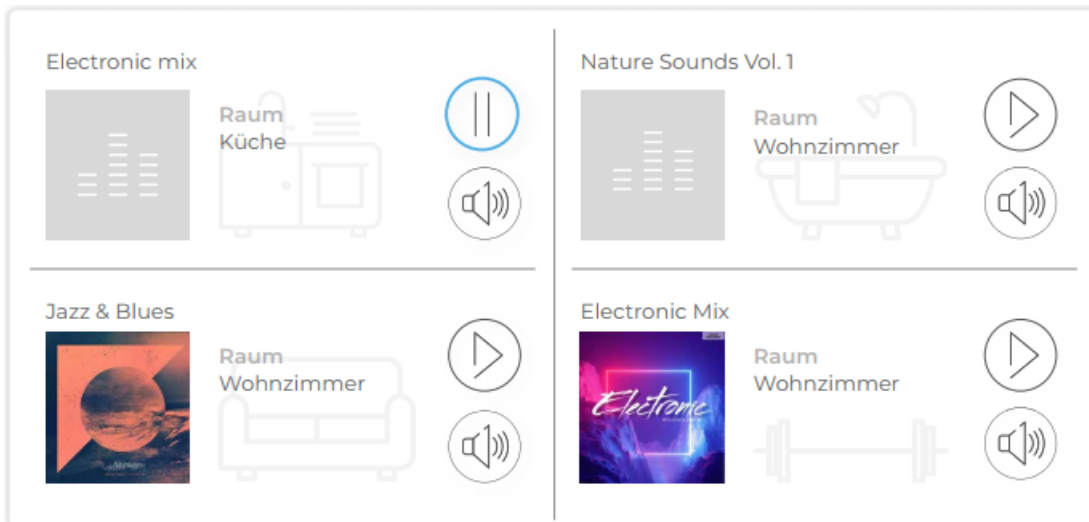 Electronic mix
Raum
Küche
Nature Sounds Vol. 1
Raum
Wohnzimmer
Jazz & Blues
Raum
Wohnzimmer
Electronic Mix
Electronic
Raum
Wohnzimmer